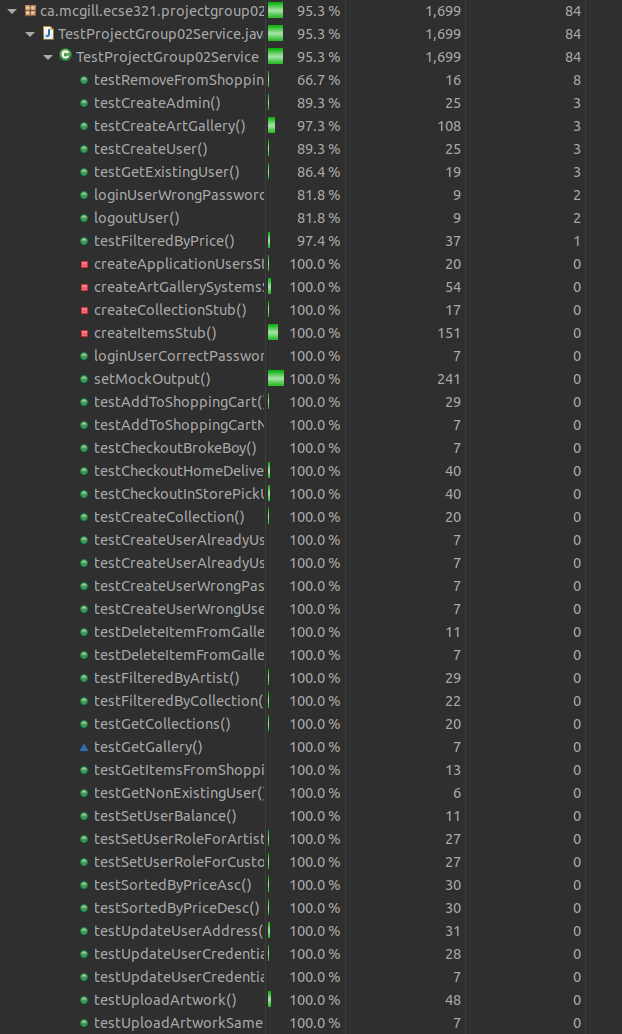 ca.mcgill.ecse321.projectgroup02 95.3 % 1,699 84
TestProjectGroup02Service.jav 95.3 % 1,699 84
TestProjectGroup02Service 95.3 % 1,699 84
testRemoveFromShoppin 66.7 % 16 8
testCreateAdmin() 89.3 % 25 3
testCreateArtGallery() 97.3 % 108 3
testCreateUser() 89.3 % 25 3
testGetExistingUser() 86.4 % 19 3
loginUserWrongPassword 81.8 % 9 2
logoutUser() 81.8 % 9 2
testFilteredByPrice() 97.4 % 37 1
createApplicationUsersSt 100.0 % 20 0
createArtGallerySystemsS 100.0 % 54 0
createCollectionStub() 100.0 % 17 0
createItemsStub() 100.0 % 151 0
loginUserCorrectPasswor 100.0 % 7 0
setMockOutput() 100.0 % 241 0
testAddToShoppingCart() 100.0 % 29 0
testAddToShoppingCartN 100.0 % 7 0
testCheckoutBrokeBoy() 100.0 % 7 0
testCheckoutHomeDelive 100.0 % 40 0
testCheckoutInStorePickU 100.0 % 40 0
testCreateCollection() 100.0 % 20 0
testCreateUserAlreadyUs 100.0 % 7 0
testCreateUserAlreadyUs 100.0 % 7 0
testCreateUserWrongPas 100.0 % 7 0
testCreateUserWrongUse 100.0 % 7 0
testDeleteItemFromGalle 100.0 % 11 0
testDeleteItemFromGalle 100.0 % 7 0
testFilteredByArtist() 100.0 % 29 0
testFilteredByCollection( 100.0 % 22 0
testGetCollections() 100.0 % 20 0
testGetGallery() 100.0 % 7 0
testGetItemsFromShoppi 100.0 % 13 0
testGetNonExistingUser() 100.0 % 6 0
testSetUserBalance() 100.0 % 11 0
testSetUserRoleForArtist 100.0 % 27 0
testSetUserRoleForCusto 100.0 % 27 0
testSortedByPriceAsc() 100.0 % 30 0
testSortedByPriceDesc() 100.0 % 30 0
testUpdateUserAddress( 100.0 % 31 0
testUpdateUserCredentia 100.0 % 28 0
testUpdateUserCredentia 100.0 % 7 0
testUploadArtwork() 100.0 % 48 0
testUploadArtworkSame 100.0 % 7 0